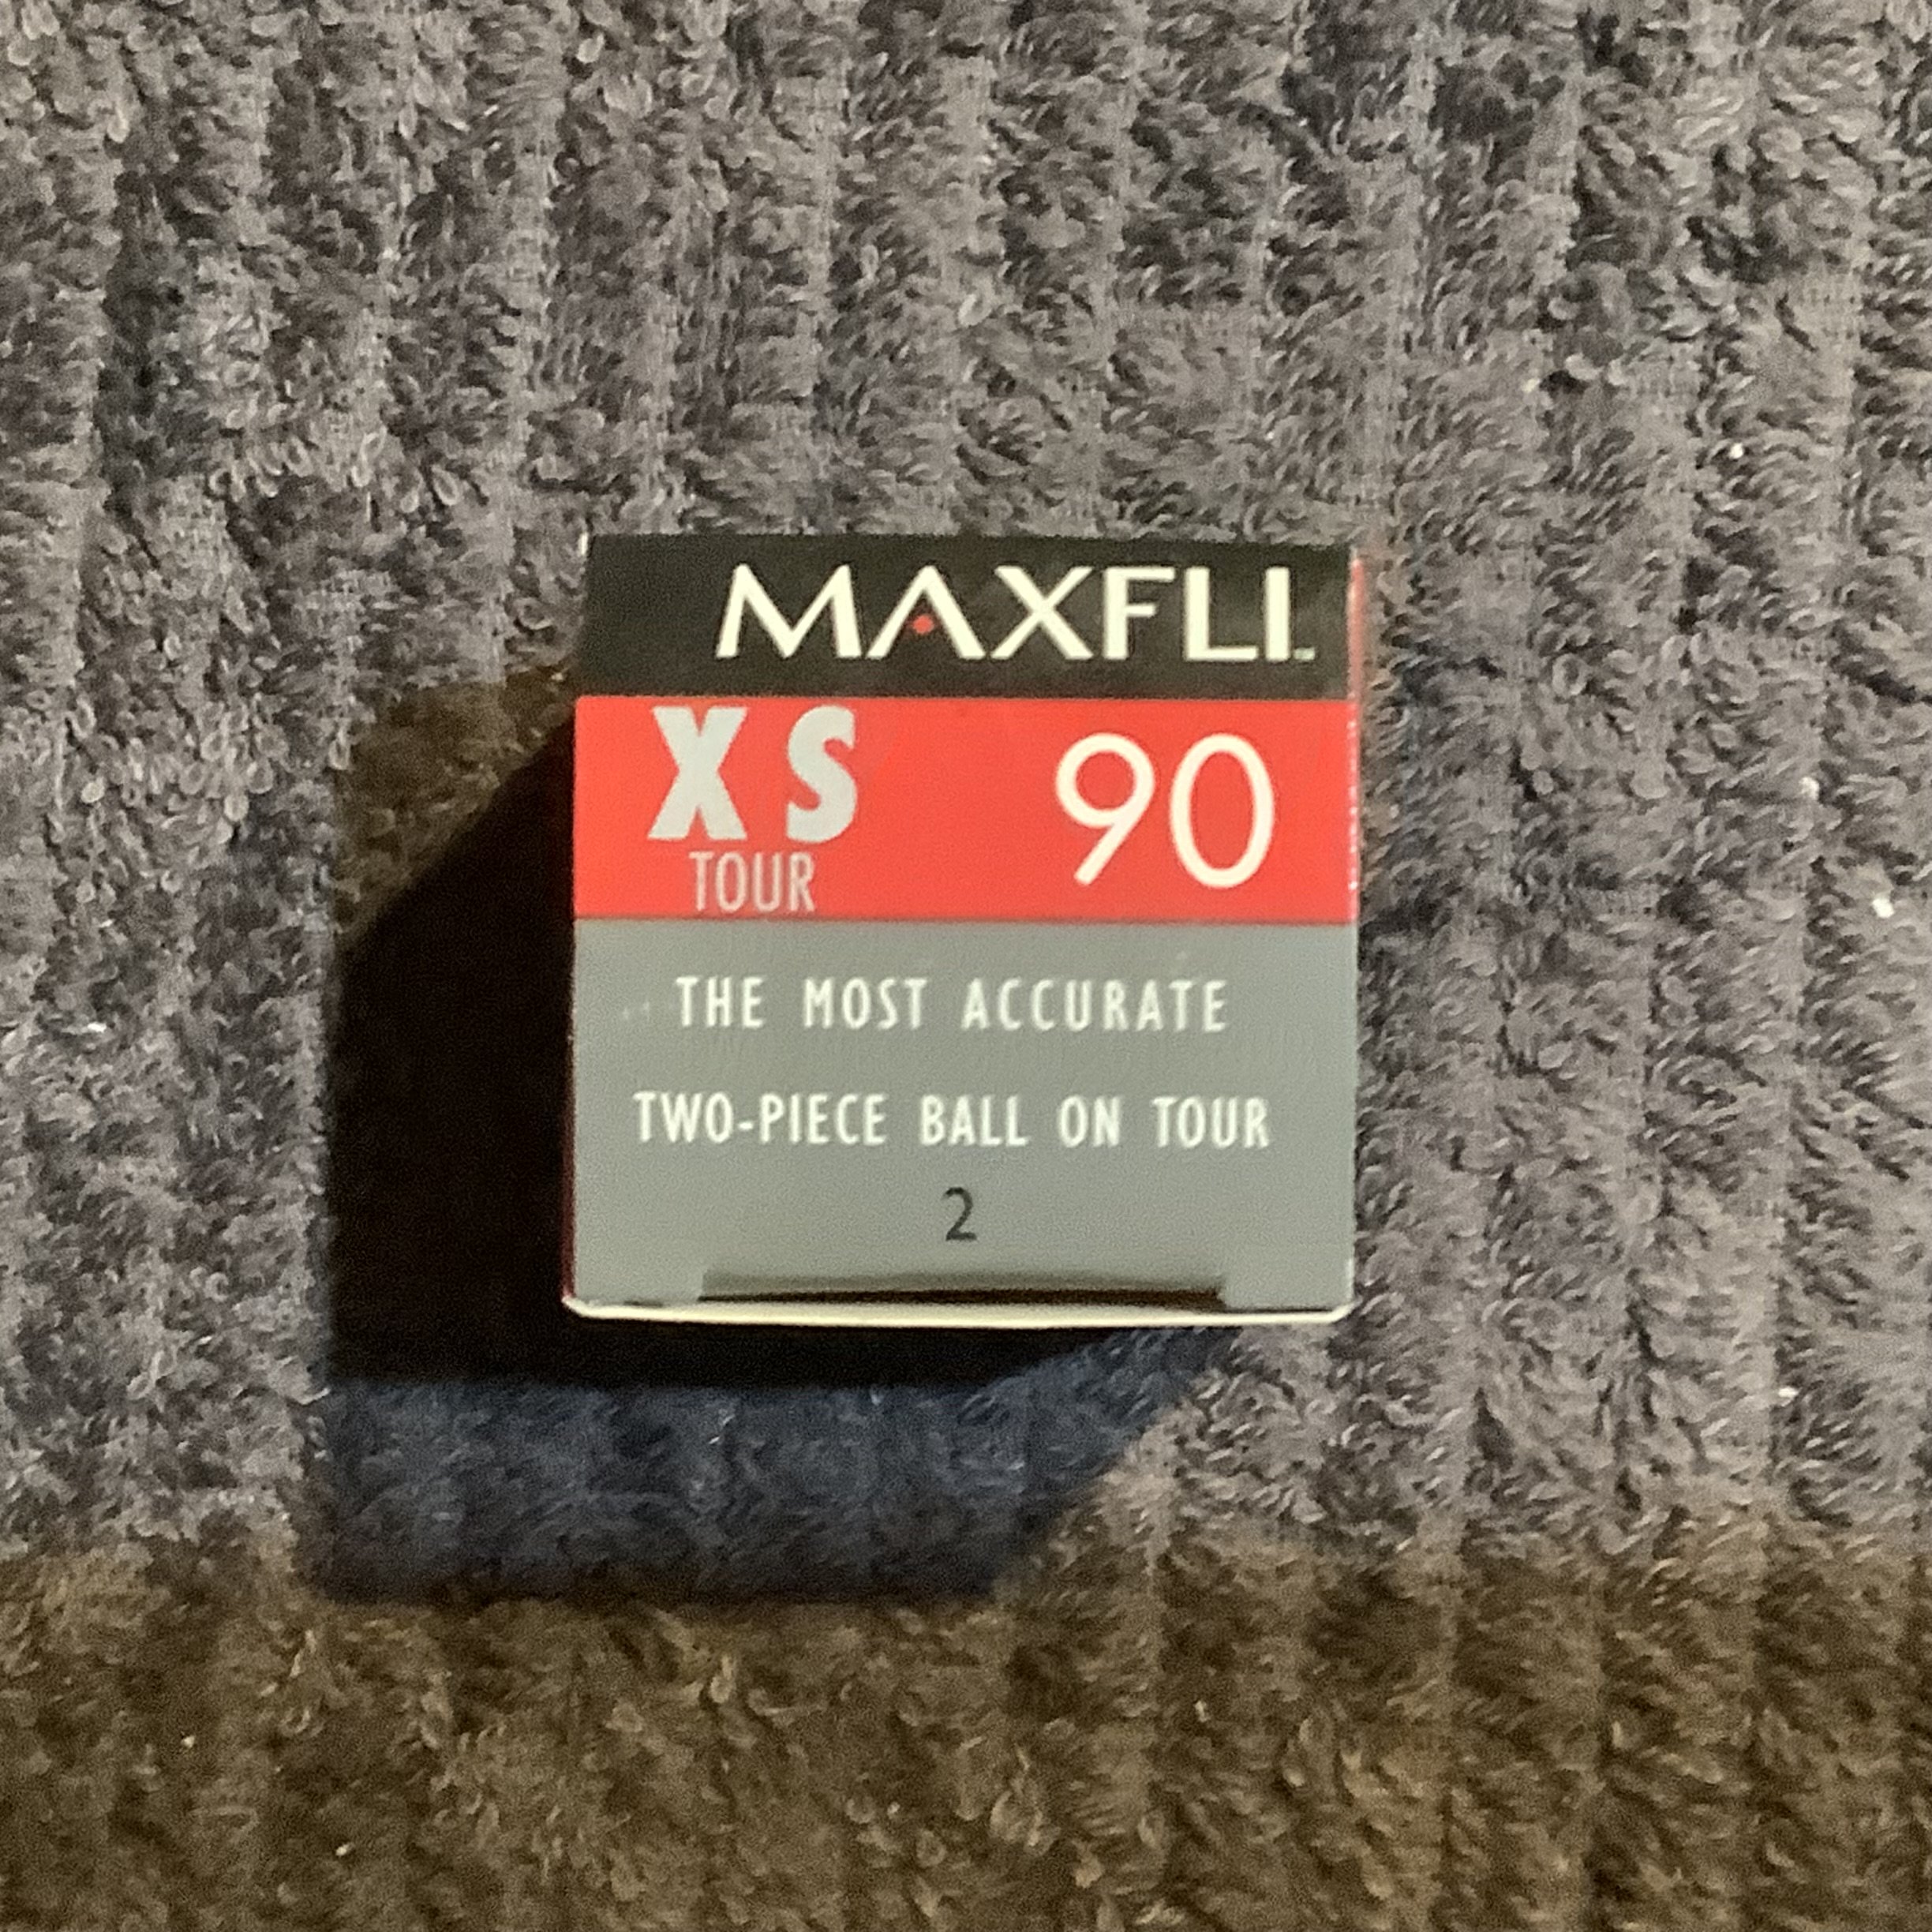 MAXFLI
XS 90
TOUR
THE MOST ACCURATE
TWO-PIECE BALL ON TOUR
2